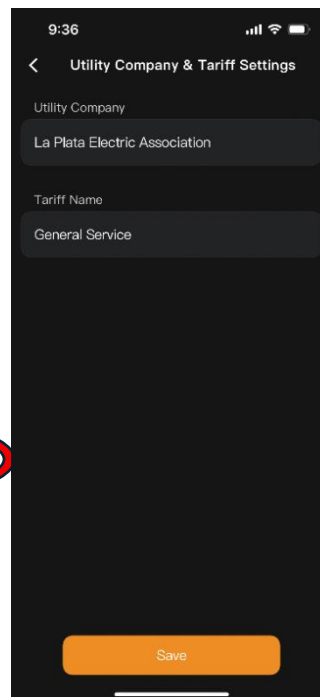 9:36
Utility Company & Tariff Settings
Utility Company
La Plata Electric Association
Tariff Name
General Service
Save